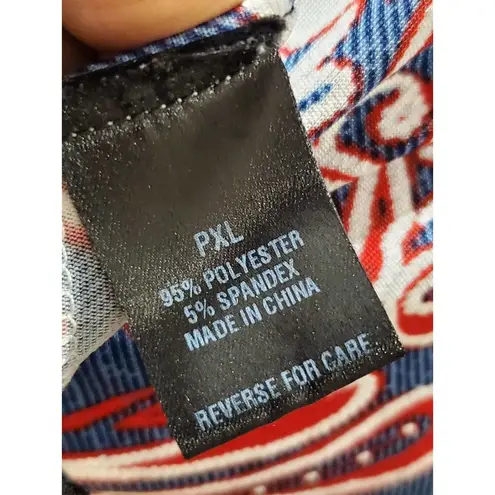 PXL
95% POLYESTER
5% SPANDEX
MADE IN CHINA
REVERSE FOR CARE